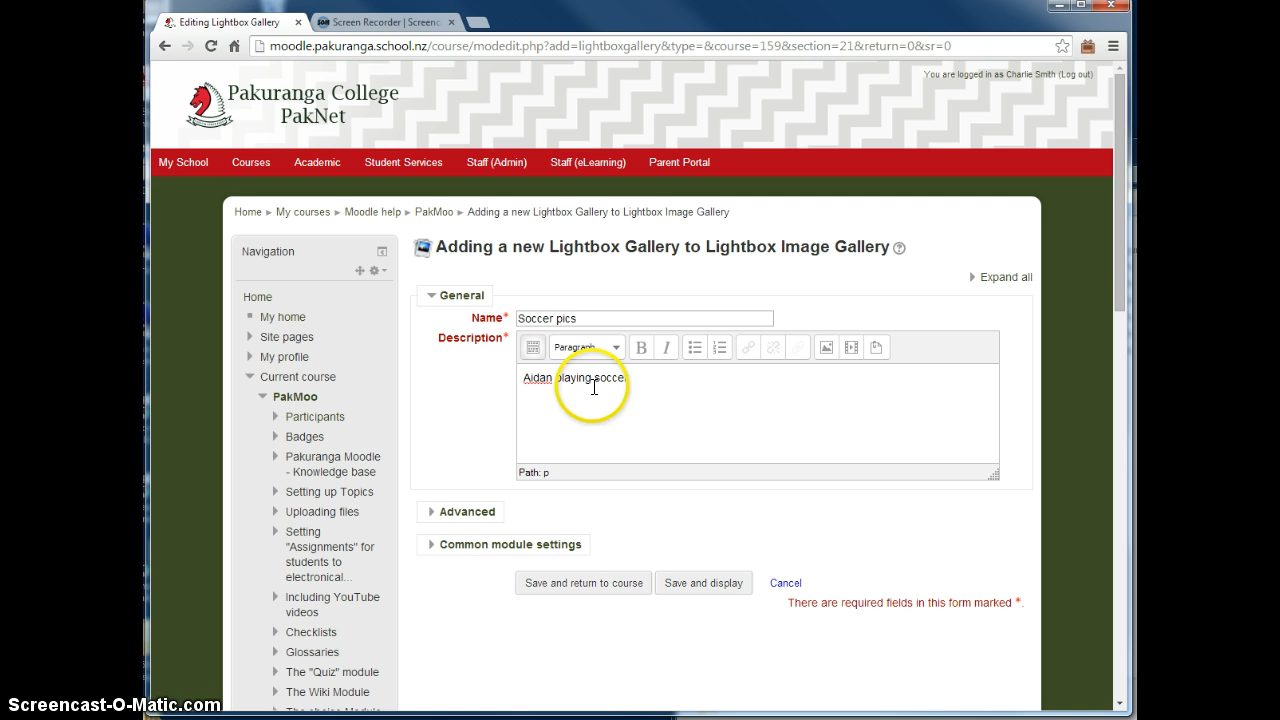 Editing Lightbox Gallery
Screen Recorder | Screenc
moodle.pakuranga.school.nz/course/modedit.php?add=lightboxgallery&type=&course=159&section=21&return=0&sr=0
You are logged in as Charlie Smith (Log out)
Pakuranga College
PakNet
My School Courses Academic Student Services Staff (Admin) Staff (eLearning) Parent Portal
Home ► My courses ► Moodle help ► PakMoo ► Adding a new Lightbox Gallery to Lightbox Image Gallery
Navigation
Home
My home
Site pages
My profile
Current course
PakMoo
Participants
Badges
Pakuranga Moodle
- Knowledge base
Setting up Topics
Uploading files
Setting
"Assignments" for
students to
electronical...
Including YouTube
videos
Checklists
Glossaries
The "Quiz" module
The Wiki Module
Adding a new Lightbox Gallery to Lightbox Image Gallery
Expand all
General
Name* Soccer pics
Description*
Paragraph
B I
Aidan playing soccer
Path: p
Advanced
Common module settings
Save and return to course Save and display Cancel
There are required fields in this form marked *.
Screencast-O-Matic.com